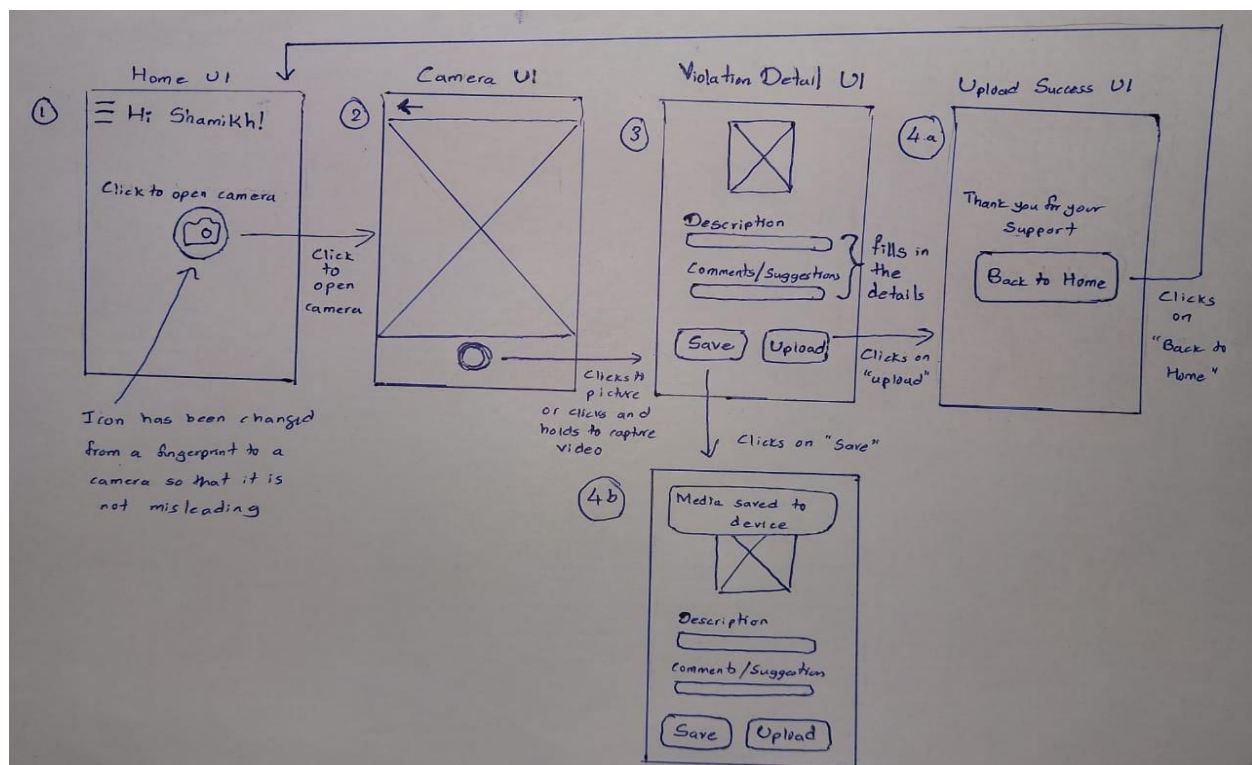 Home UI
1
Hi Shamikh!
Click to open camera
Click
to
open
camera
Icon has been changed
from a fingerprint to a
camera so that it is
not misleading
Camera UI
2
Clicks to
picture
or clicks and
holds to capture
video
Violation Detail UI
3
Description
Comments/Suggestions
fills in
the
details
Save
Upload
Clicks on
"upload"
Clicks on "Save"
Upload Success UI
4.a
Thank you for your
Support
Back to Home
Clicks
on
"Back to
Home"
4b
Media saved to
device
Description
Comments/Suggestion
Save
Upload